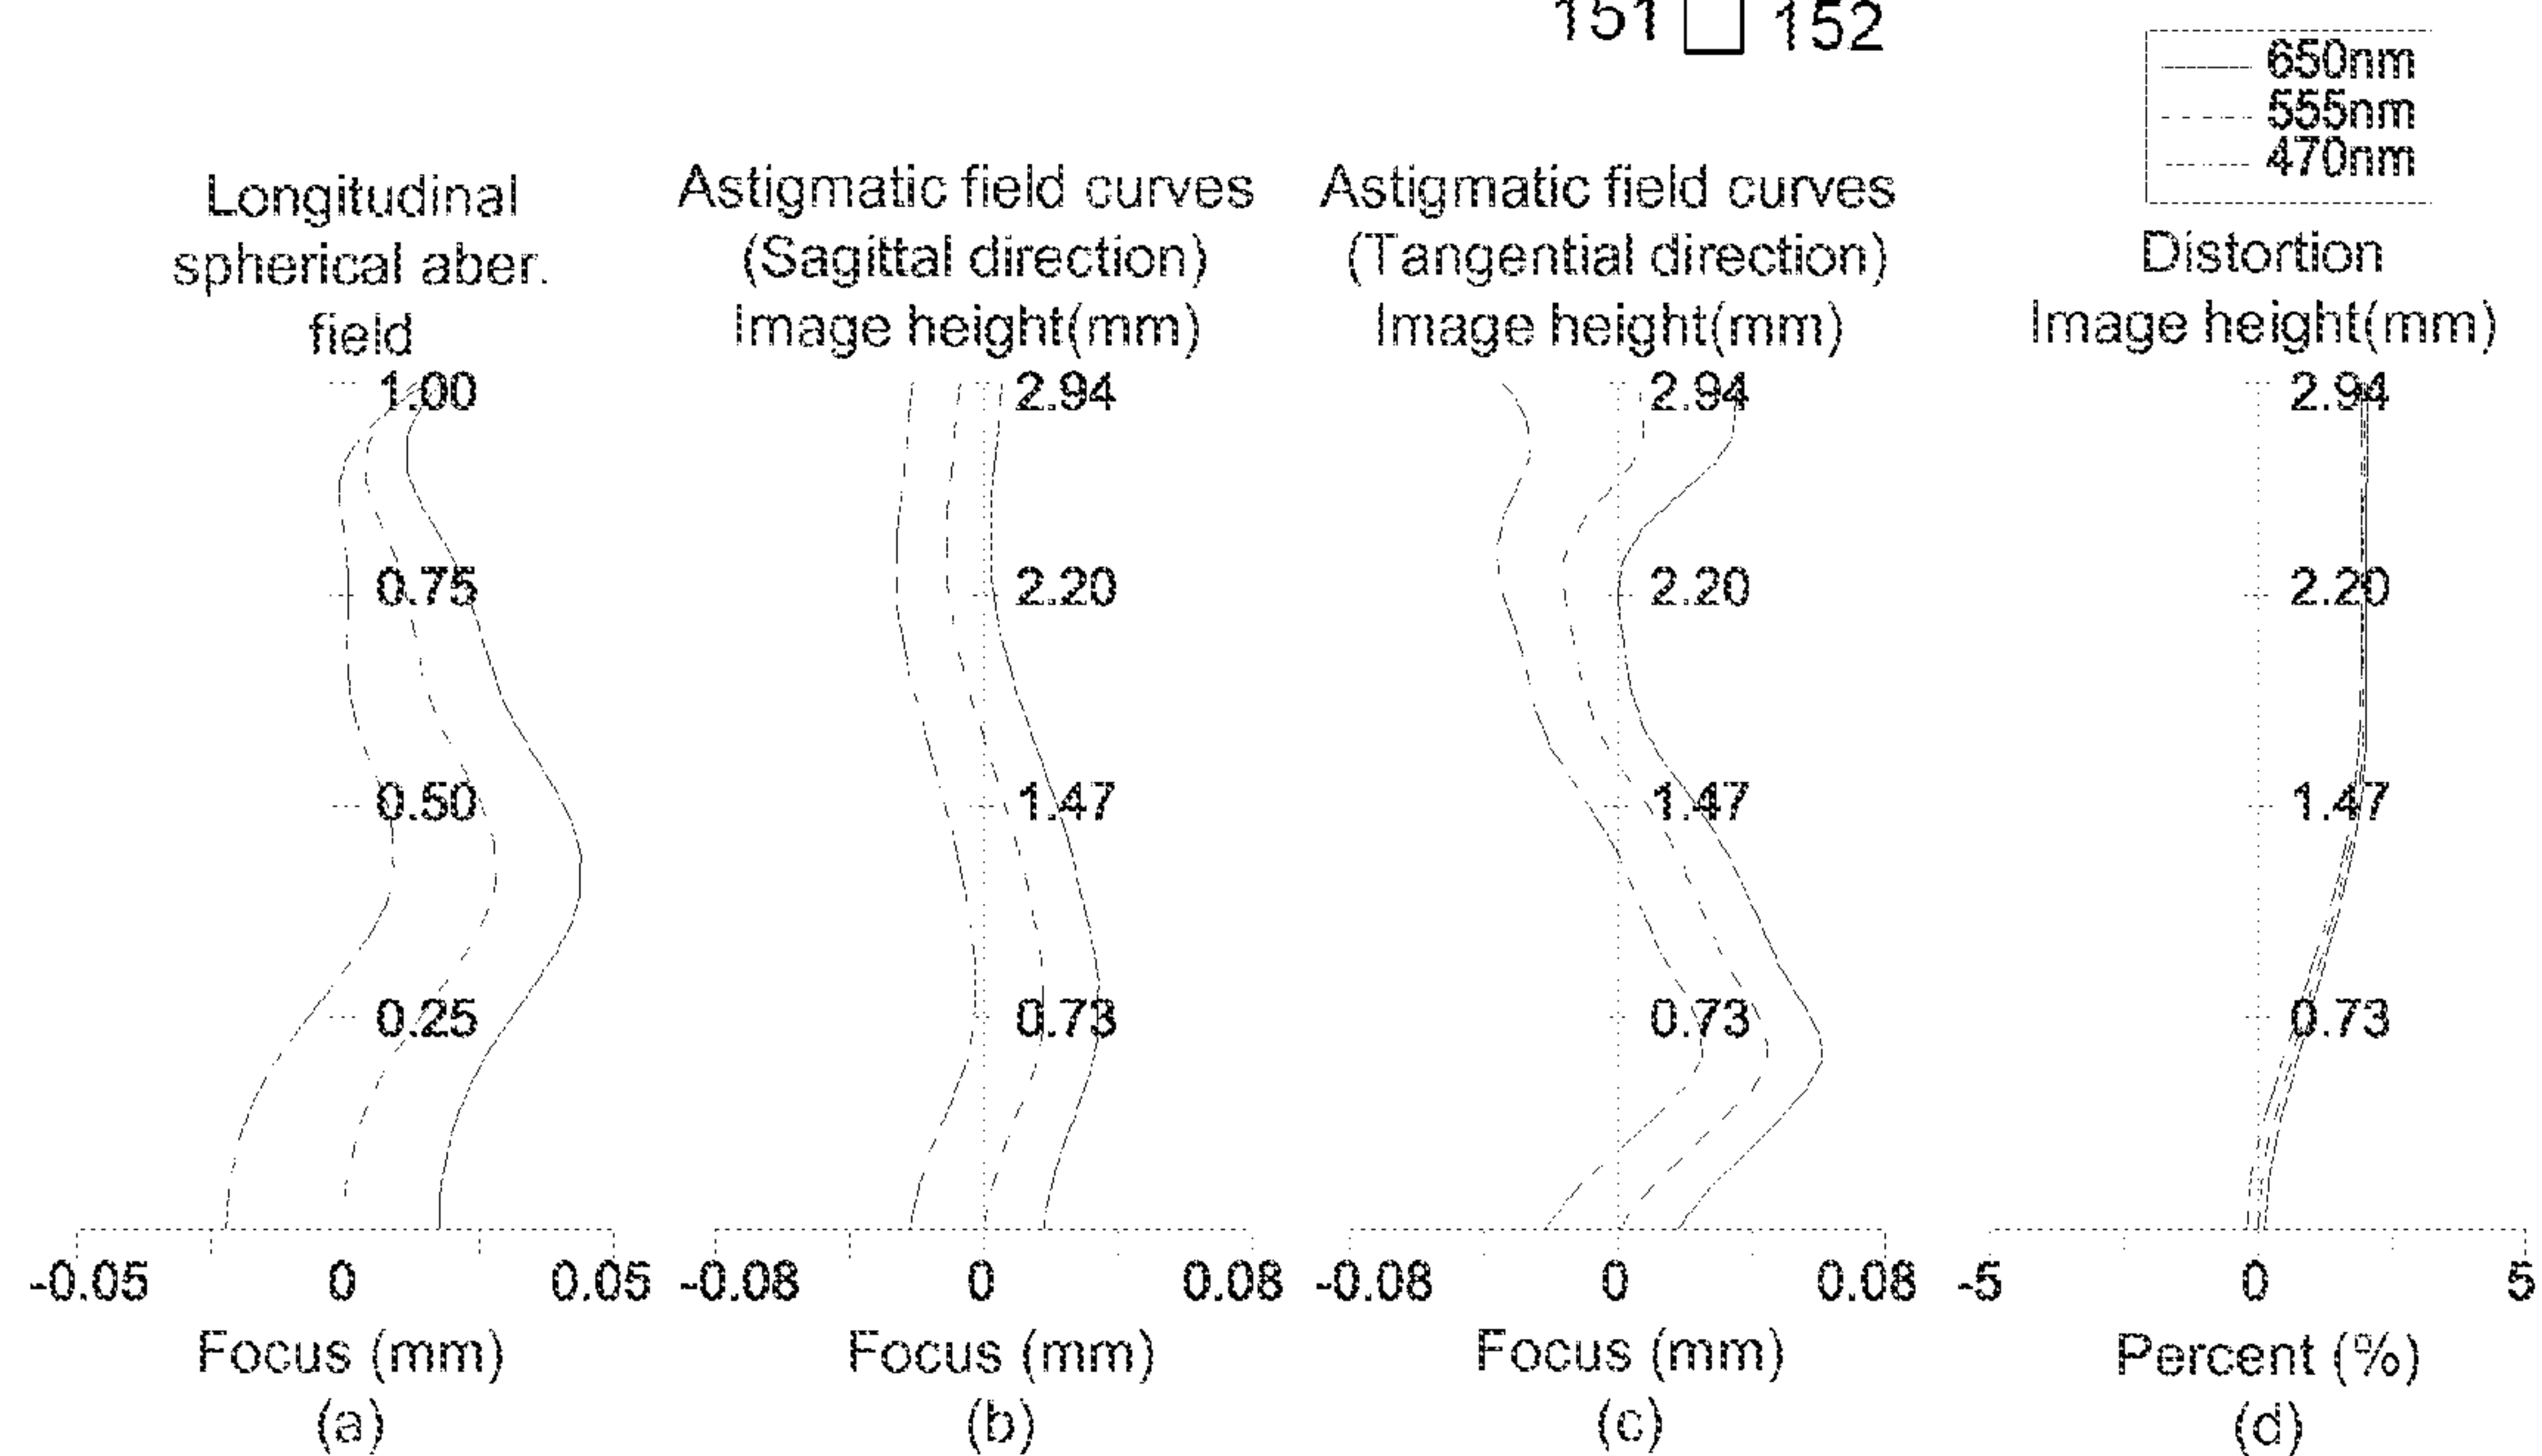 151 152
650nm
555nm
470nm
Longitudinal
spherical aber.
field
1.00
0.75
0.50
0.25
-0.05 0 0.05
Focus (mm)
(a)
Astigmatic field curves
(Sagittal direction)
Image height(mm)
2.94
2.20
1.47
0.73
-0.08 0 0.08
Focus (mm)
(b)
Astigmatic field curves
(Tangential direction)
Image height(mm)
2.94
2.20
1.47
0.73
-0.08 0 0.08
Focus (mm)
(c)
Distortion
Image height(mm)
2.94
2.20
1.47
0.73
-5 0 5
Percent (%)
(d)